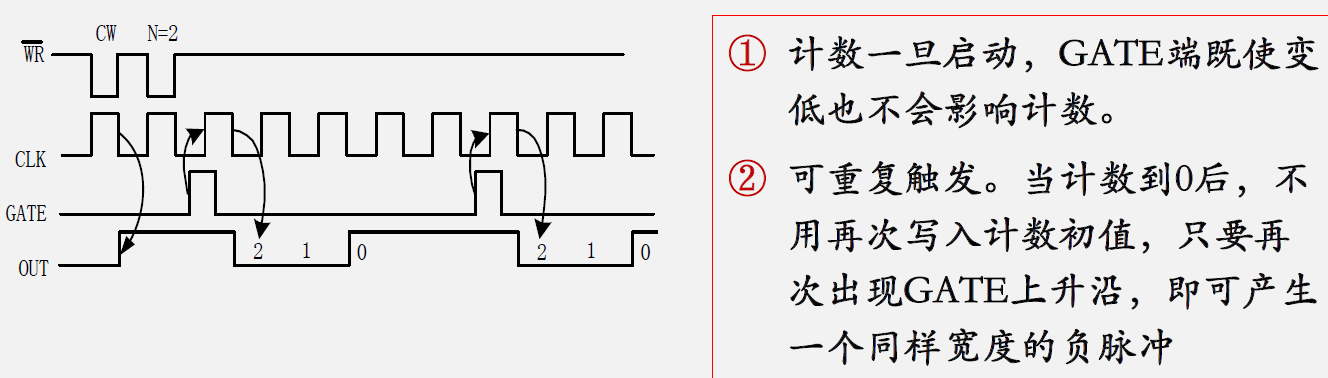 CW N=2
WR
CLK
GATE
2 1 0 2 1 0
OUT
① 计数一旦启动，GATE端既使变
低也不会影响计数。
② 可重复触发。当计数到0后，不
用再次写入计数初值，只要再
次出现GATE上升沿，即可产生
一个同样宽度的负脉冲